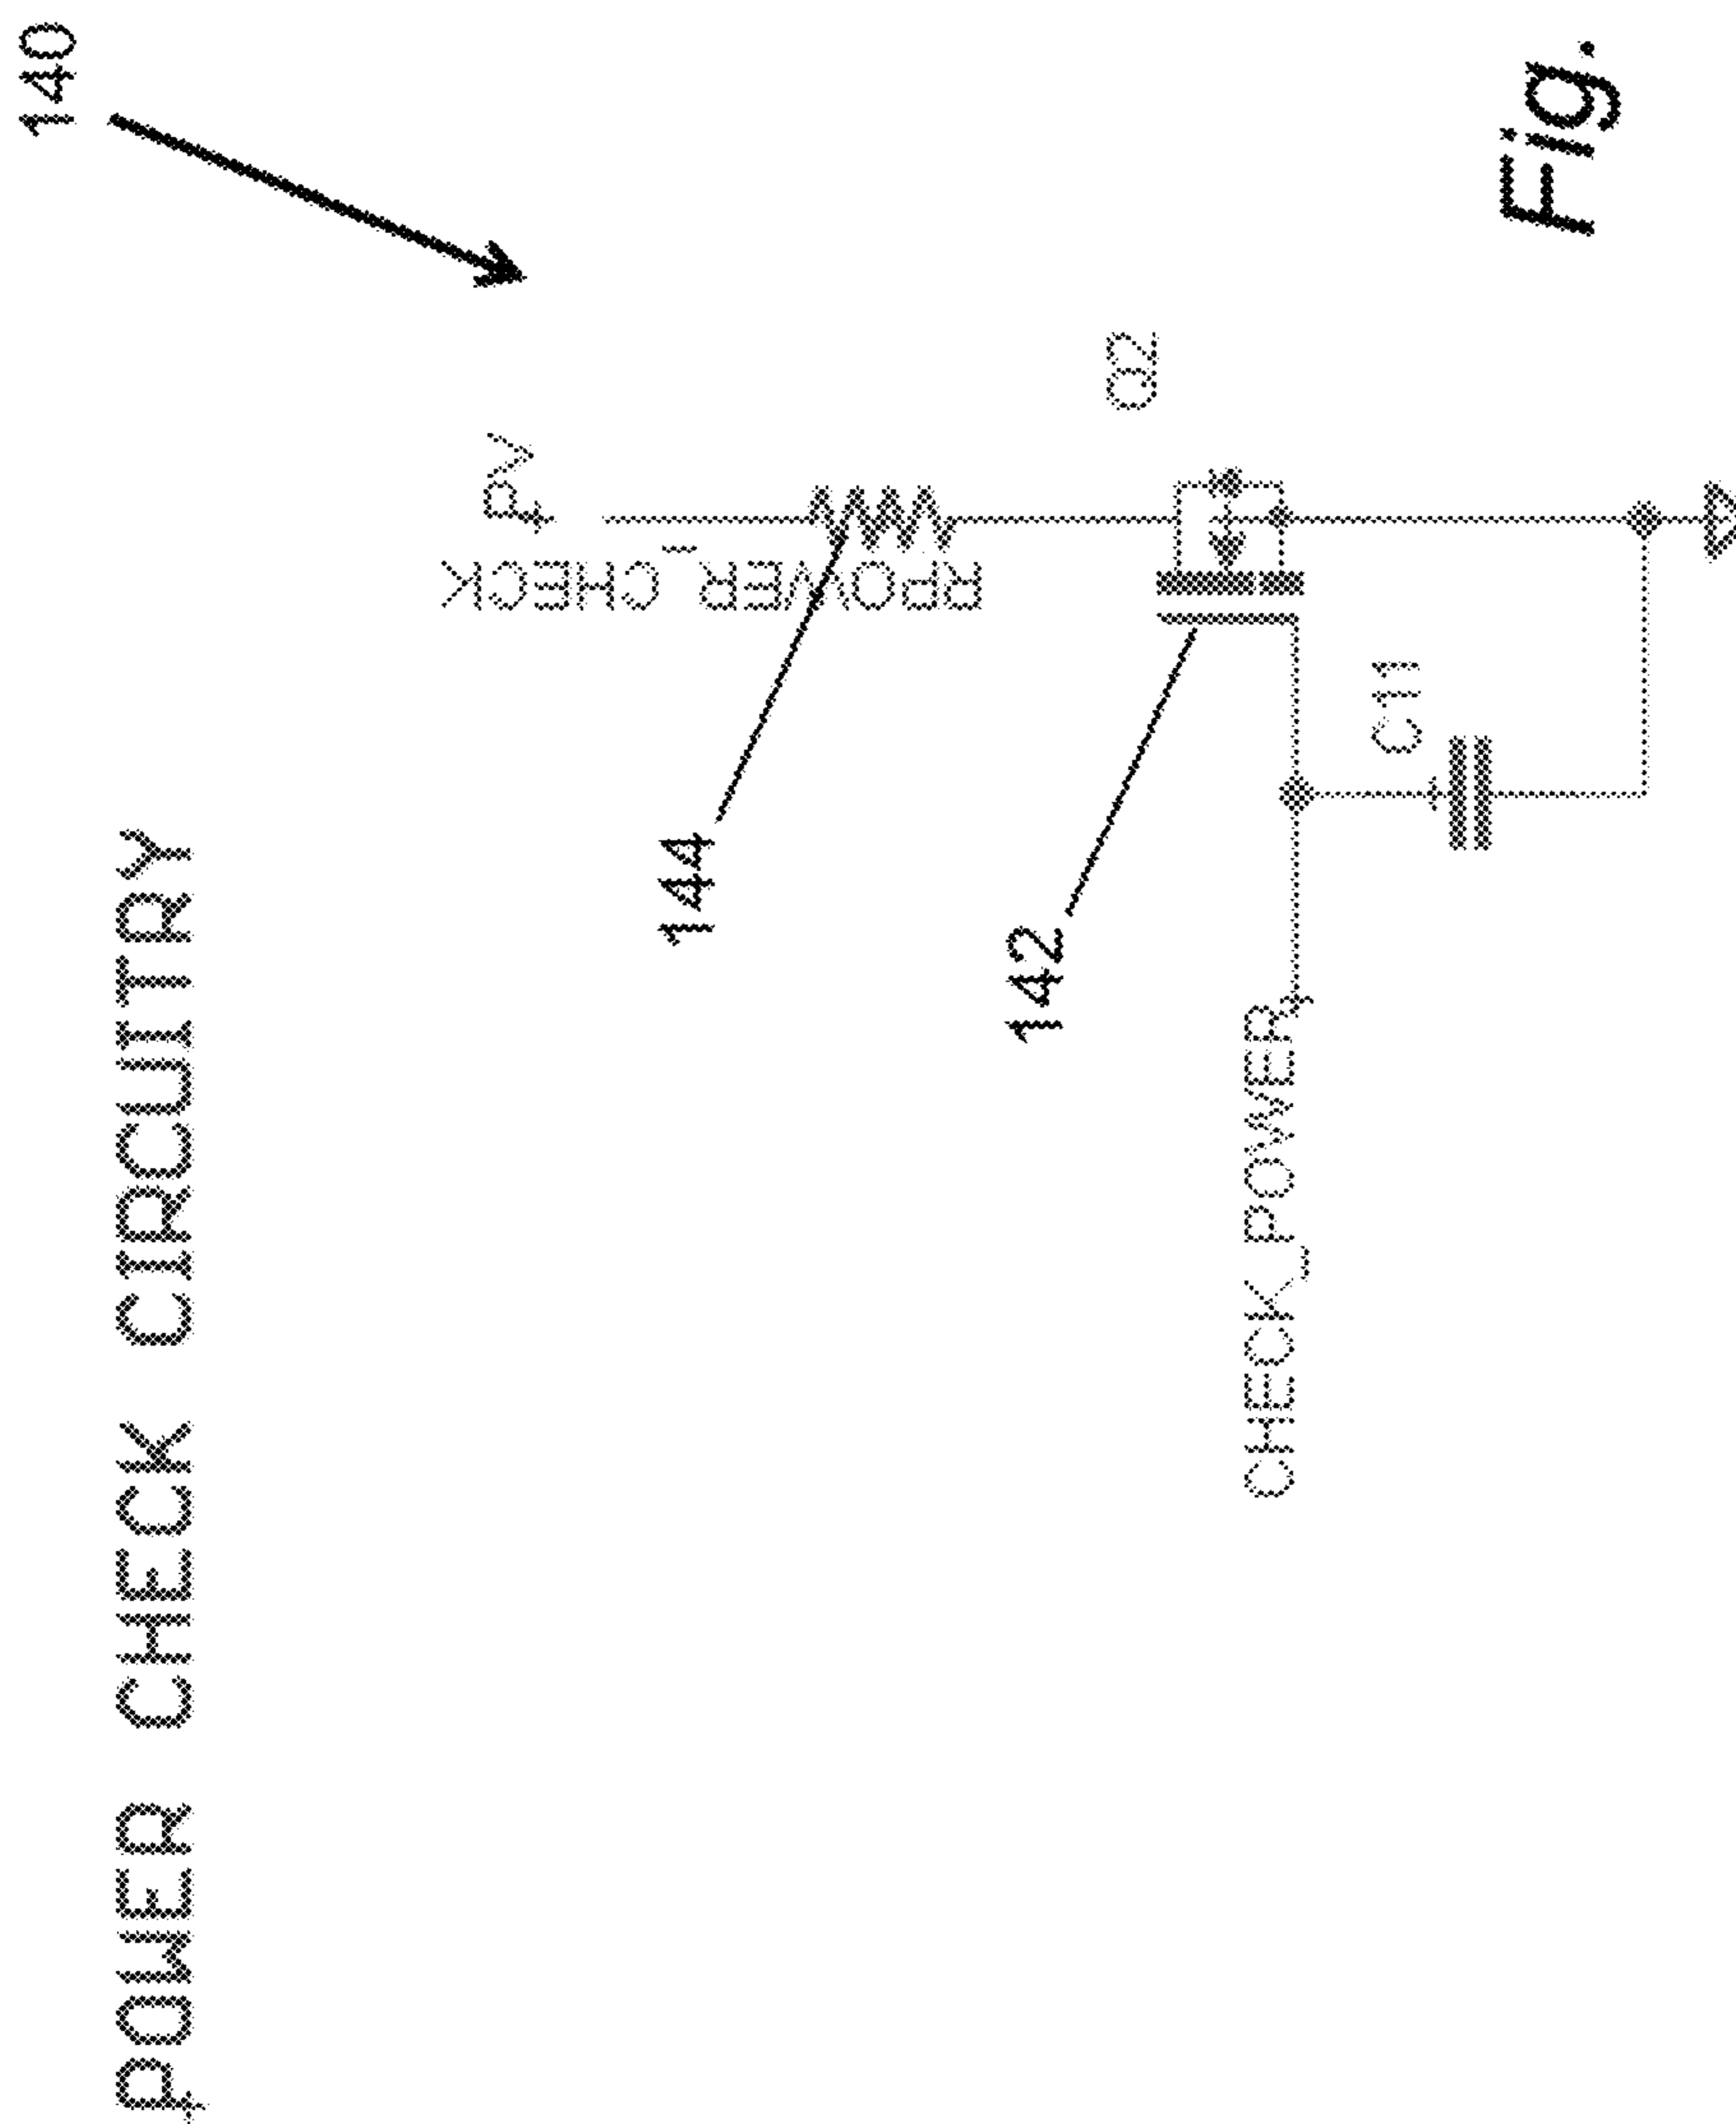 POWER CHECK CIRCUITRY
140
PV
RPOWER_CHECK
144
142
Q2
CHECK_POWER
C11
Fig.